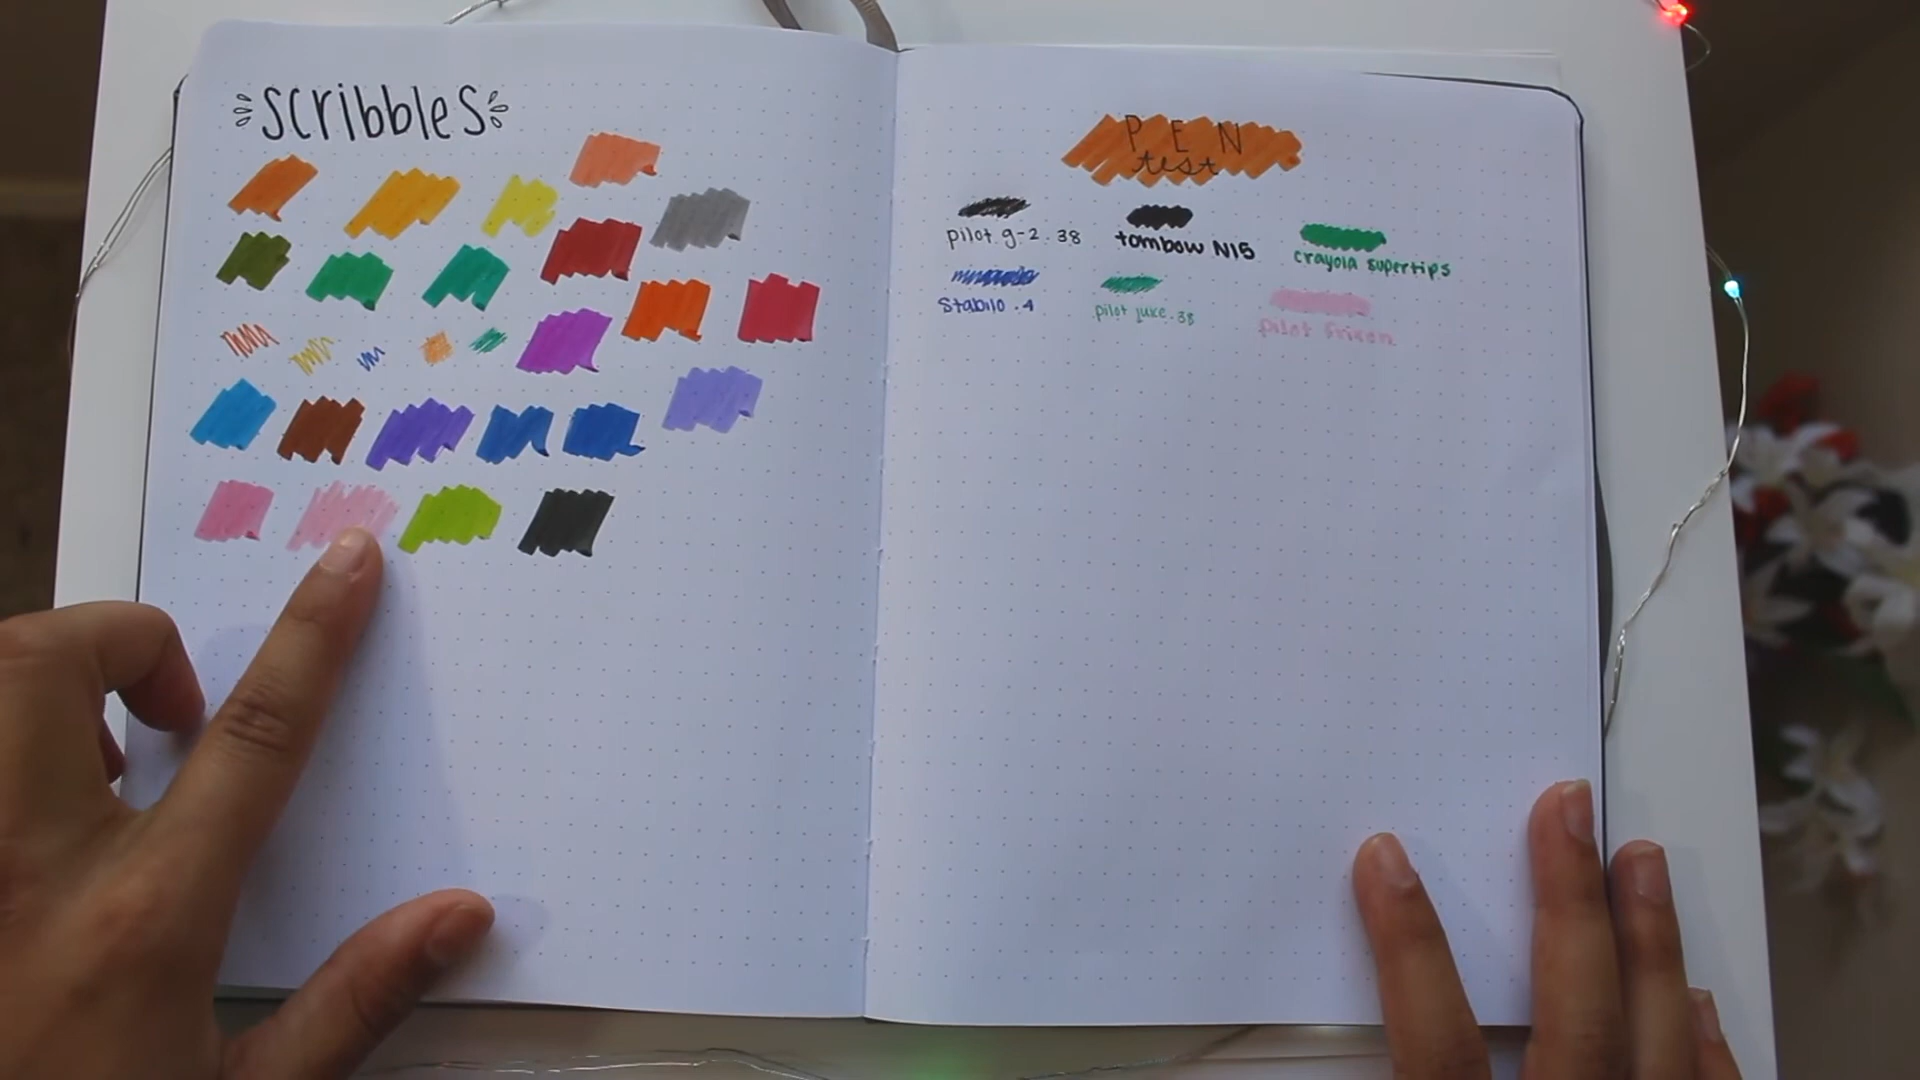 scribbles
PEN
test
pilot g-2 .38
tombow N15
crayola supertips
Stabilo .4
pilot juice .38
pilot frixon